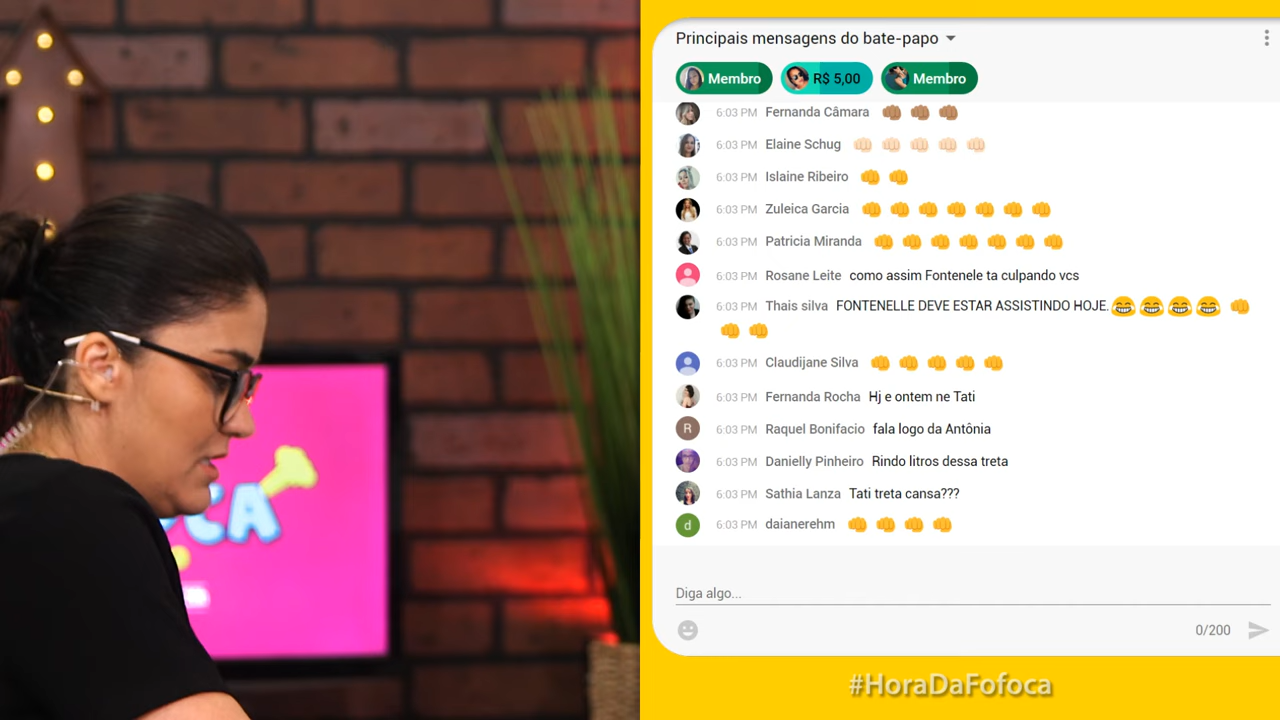 Principais mensagens do bate-papo
Membro R$ 5,00 Membro
6:03 PM Fernanda Câmara 👊🏽 👊🏽 👊🏽
6:03 PM Elaine Schug 👊🏻 👊🏻 👊🏻 👊🏻 👊🏻
6:03 PM Islaine Ribeiro 👊 👊
6:03 PM Zuleica Garcia 👊 👊 👊 👊 👊 👊 👊
6:03 PM Patricia Miranda 👊 👊 👊 👊 👊 👊 👊
6:03 PM Rosane Leite como assim Fontenele ta culpando vcs
6:03 PM Thais silva FONTENELLE DEVE ESTAR ASSISTINDO HOJE. 😂 😂 😂 😂 👊
👊 👊
6:03 PM Claudijane Silva 👊 👊 👊 👊 👊
6:03 PM Fernanda Rocha Hj e ontem ne Tati
R 6:03 PM Raquel Bonifacio fala logo da Antônia
6:03 PM Danielly Pinheiro Rindo litros dessa treta
6:03 PM Sathia Lanza Tati treta cansa???
d 6:03 PM daianerehm 👊 👊 👊 👊
Diga algo...
0/200
#HoraDaFofoca
OCA